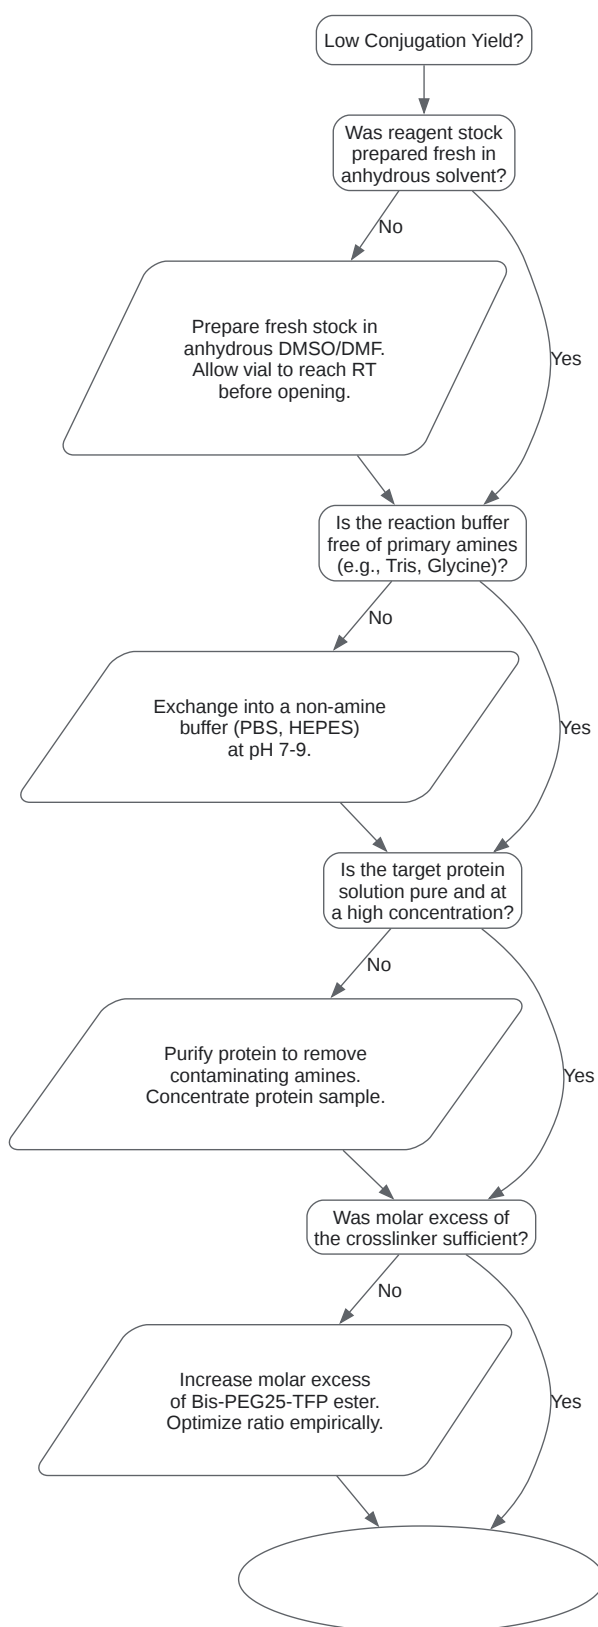 Low Conjugation Yield?
Was reagent stock
prepared fresh in
anhydrous solvent?
No
Prepare fresh stock in
anhydrous DMSO/DMF.
Allow vial to reach RT
before opening.
Yes
Is the reaction buffer
free of primary amines
(e.g., Tris, Glycine)?
No
Exchange into a non-amine
buffer (PBS, HEPES)
at pH 7-9.
Yes
Is the target protein
solution pure and at
a high concentration?
No
Purify protein to remove
contaminating amines.
Concentrate protein sample.
Yes
Was molar excess of
the crosslinker sufficient?
No
Increase molar excess
of Bis-PEG25-TFP ester.
Optimize ratio empirically.
Yes